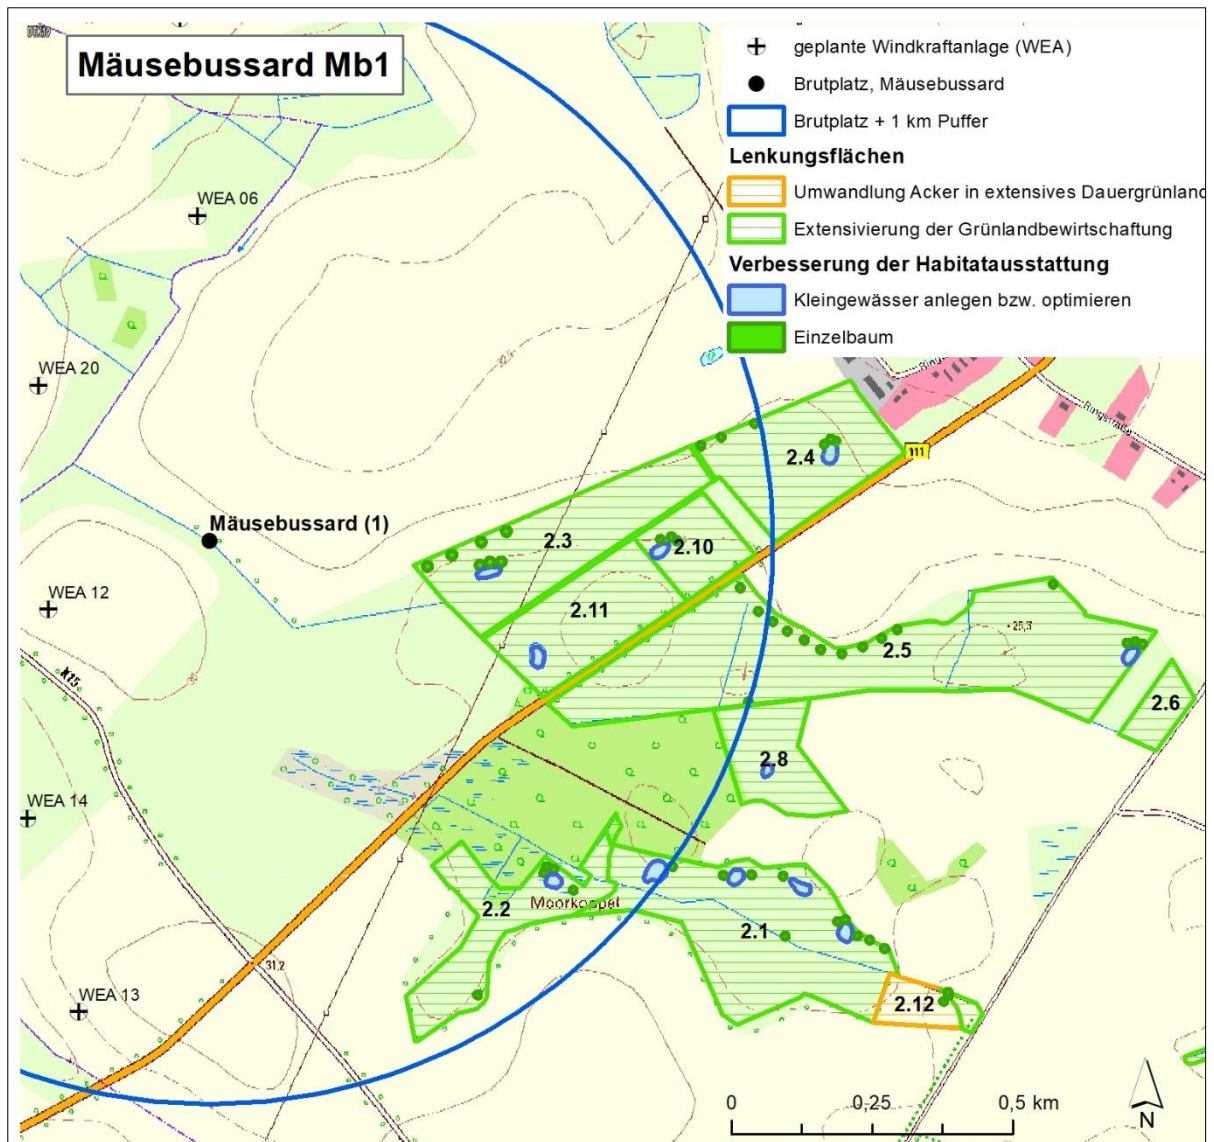 Mäusebussard Mb1
geplante Windkraftanlage (WEA)
Brutplatz, Mäusebussard
Brutplatz + 1 km Puffer
Lenkungsflächen
Umwandlung Acker in extensives Dauergrünland
Extensivierung der Grünlandbewirtschaftung
Verbesserung der Habitatausstattung
Kleingewässer anlegen bzw. optimieren
Einzelbaum
WEA 06
WEA 20
Ringstraße
111
2.4
Mäusebussard (1)
2.3
2.10
WEA 12
2.11
25,3
2.5
K15
2.6
2.8
WEA 14
2.2
Moorkoppel
2.1
31,2
WEA 13
2.12
0
0,25
0,5 km
N